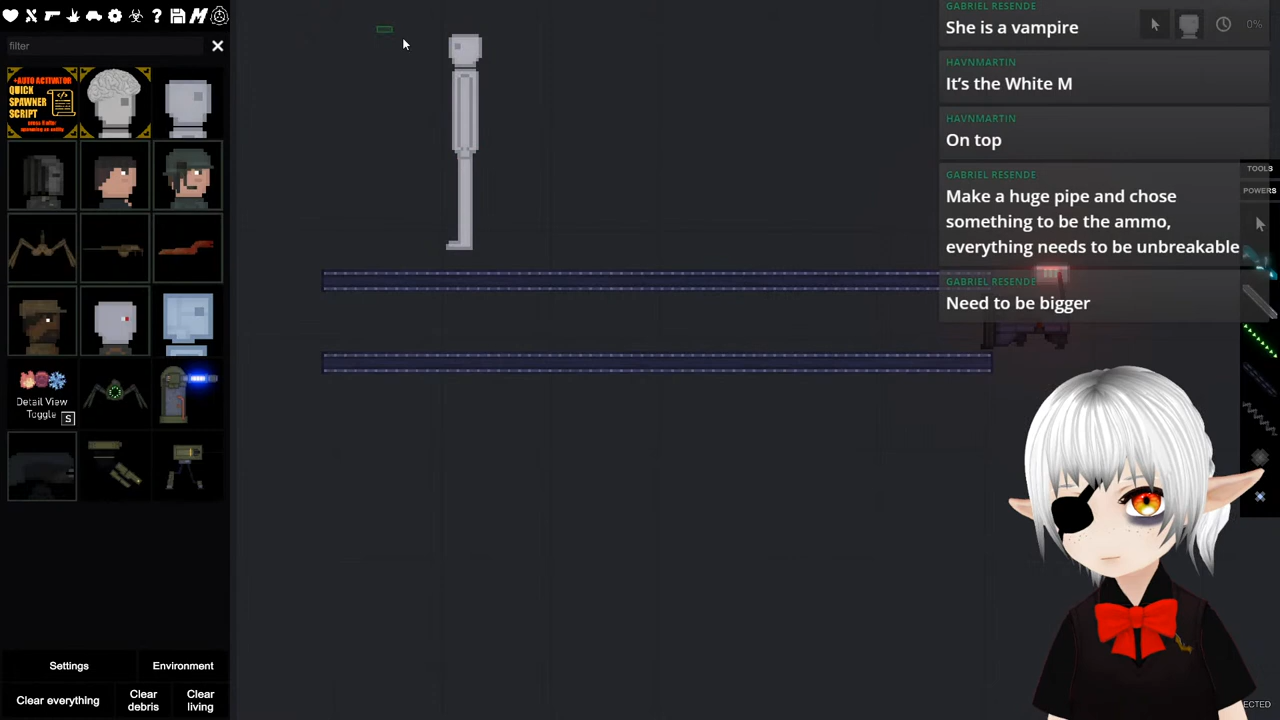 GABRIEL RESENDE
She is a vampire
HAVNMARTIN
It's the White M
HAVNMARTIN
On top
GABRIEL RESENDE
Make a huge pipe and chose
something to be the ammo,
everything needs to be unbreakable
GABRIEL RESENDE
Need to be bigger
0%
TOOLS
POWERS
filter
+AUTO ACTIVATOR
QUICK
SPAWNER
SCRIPT
Detail View
Toggle S
Settings
Environment
Clear everything
Clear
debris
Clear
living